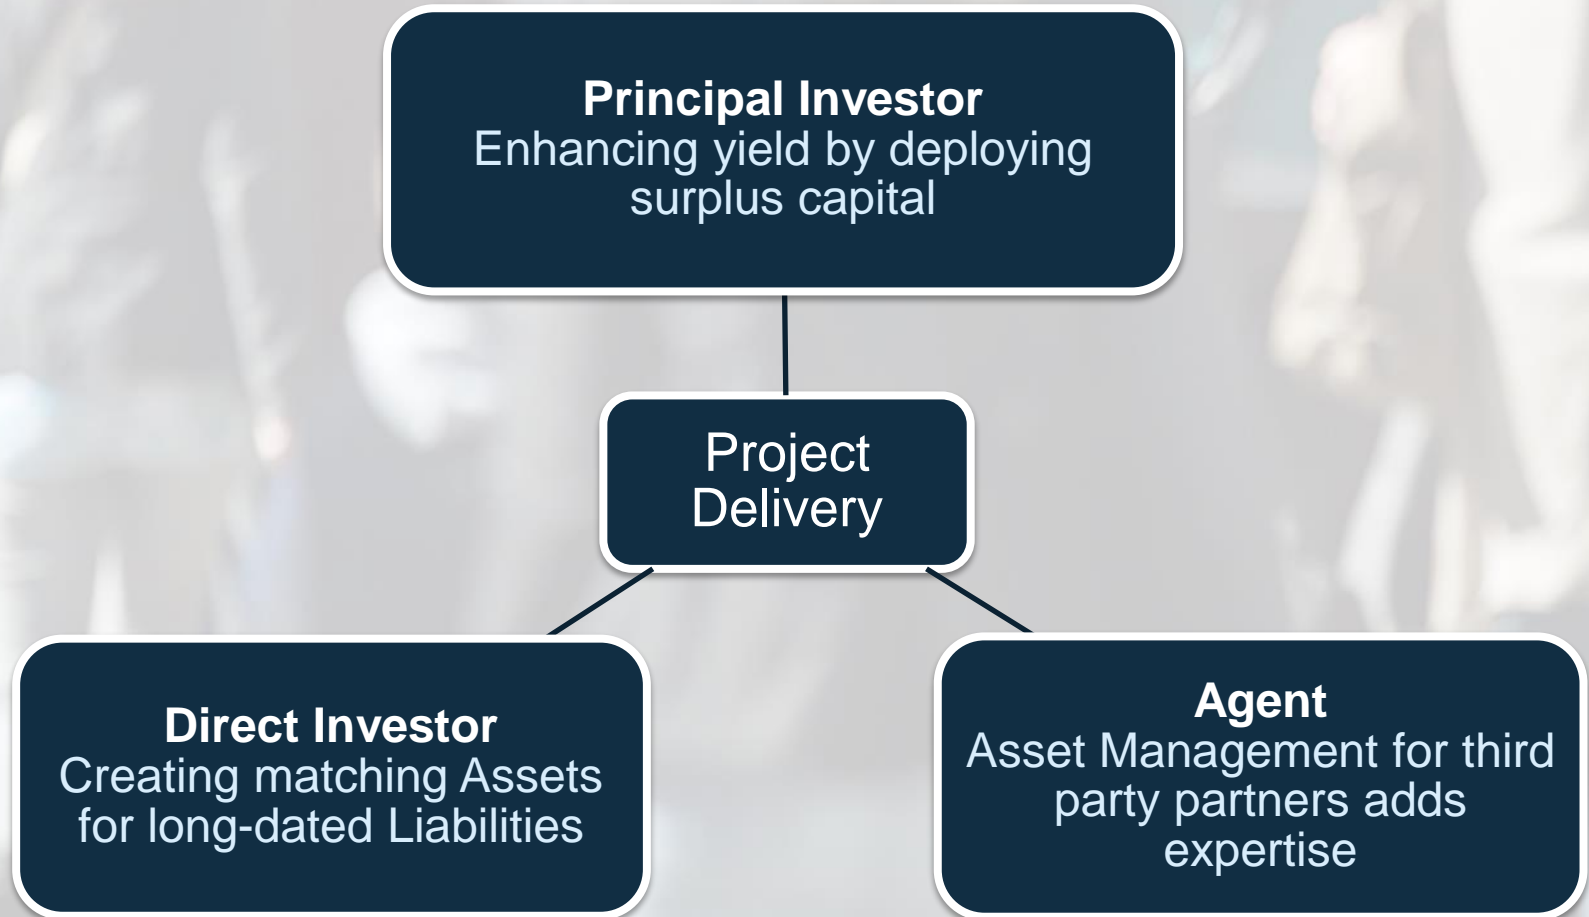 Principal Investor
Enhancing yield by deploying
surplus capital
Project
Delivery
Direct Investor
Creating matching Assets
for long-dated Liabilities
Agent
Asset Management for third
party partners adds
expertise